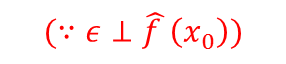 (∵ ϵ ⊥ f̂ (x₀))